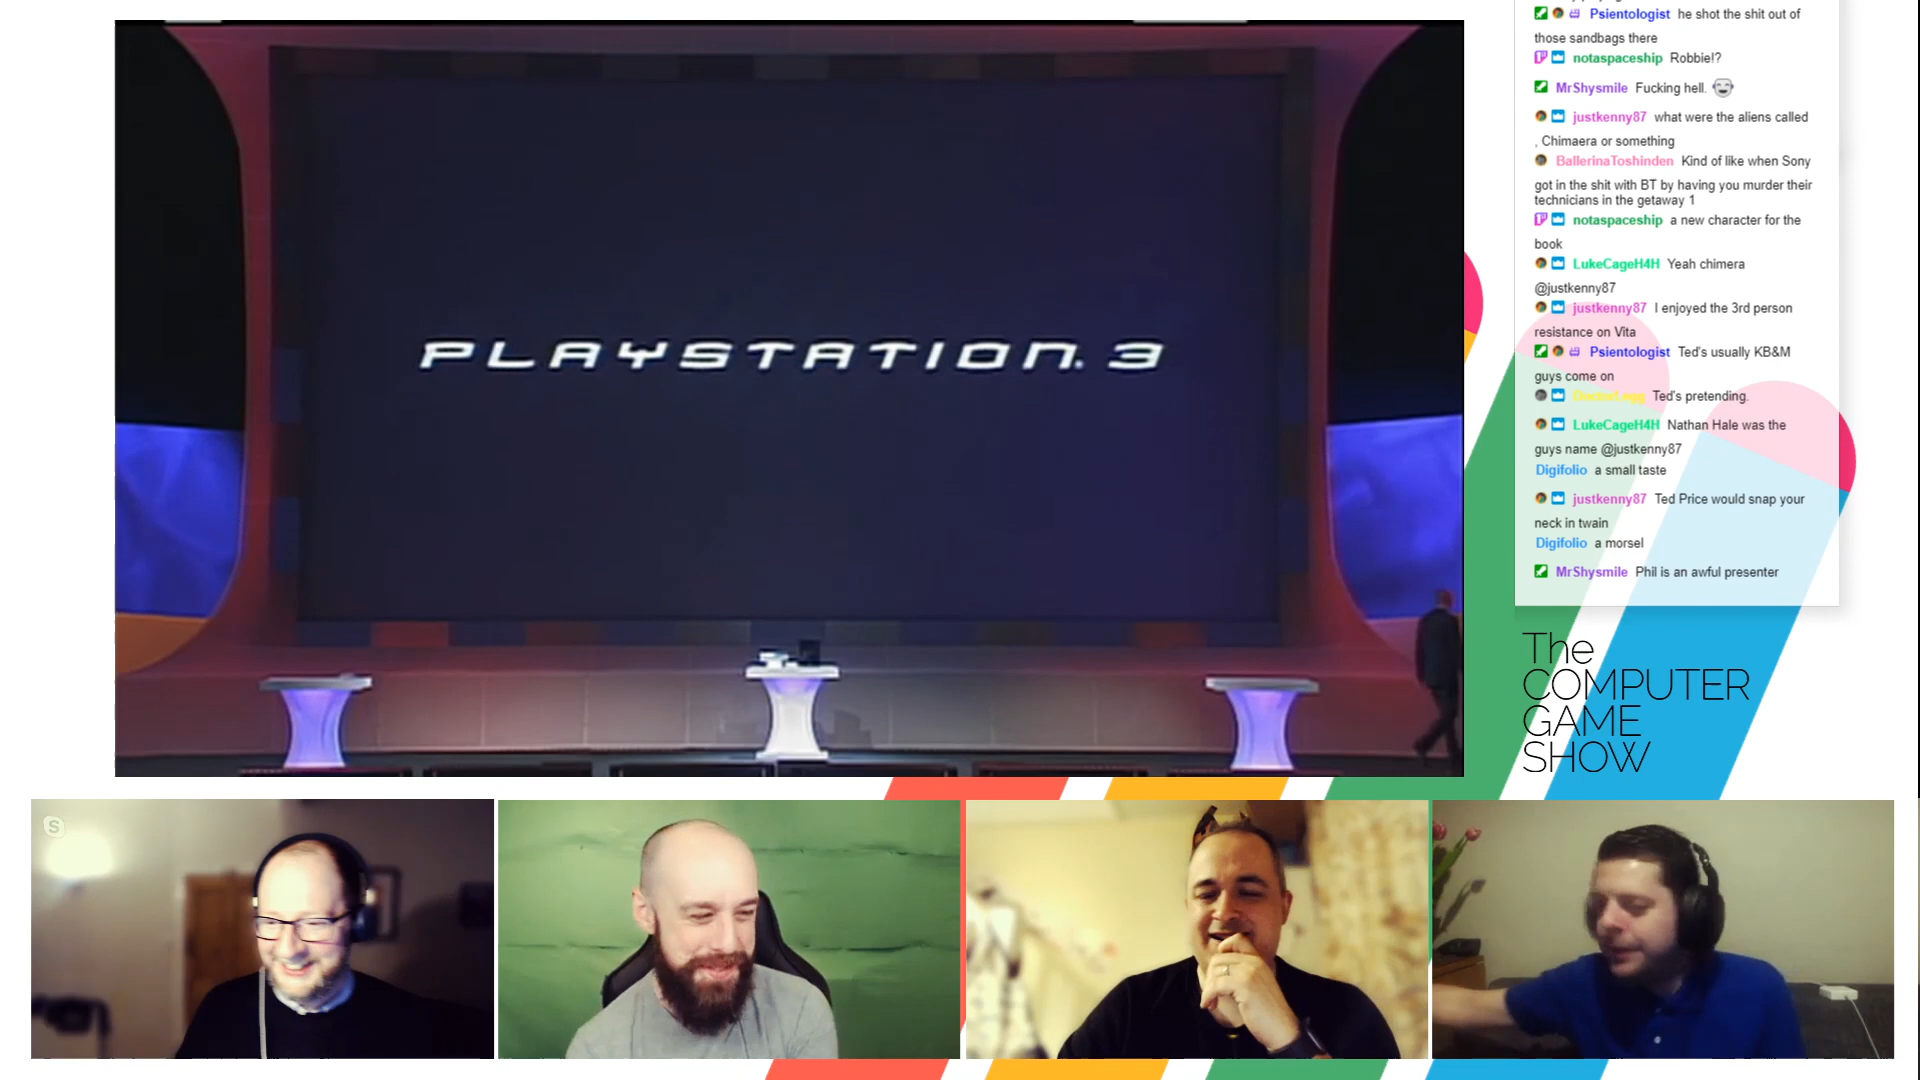 PLAYSTATION. 3
Psientologist he shot the shit out of
those sandbags there
notaspaceship Robbie!?
MrShysmile Fucking hell.
justkenny87 what were the aliens called
, Chimaera or something
BallerinaToshinden Kind of like when Sony
got in the shit with BT by having you murder their
technicians in the getaway 1
notaspaceship a new character for the
book
LukeCageH4H Yeah chimera
@justkenny87
justkenny87 I enjoyed the 3rd person
resistance on Vita
Psientologist Ted's usually KB&M
guys come on
Ted's pretending.
LukeCageH4H Nathan Hale was the
guys name @justkenny87
Digifolio a small taste
justkenny87 Ted Price would snap your
neck in twain
Digifolio a morsel
MrShysmile Phil is an awful presenter
The
COMPUTER
GAME
SHOW
S